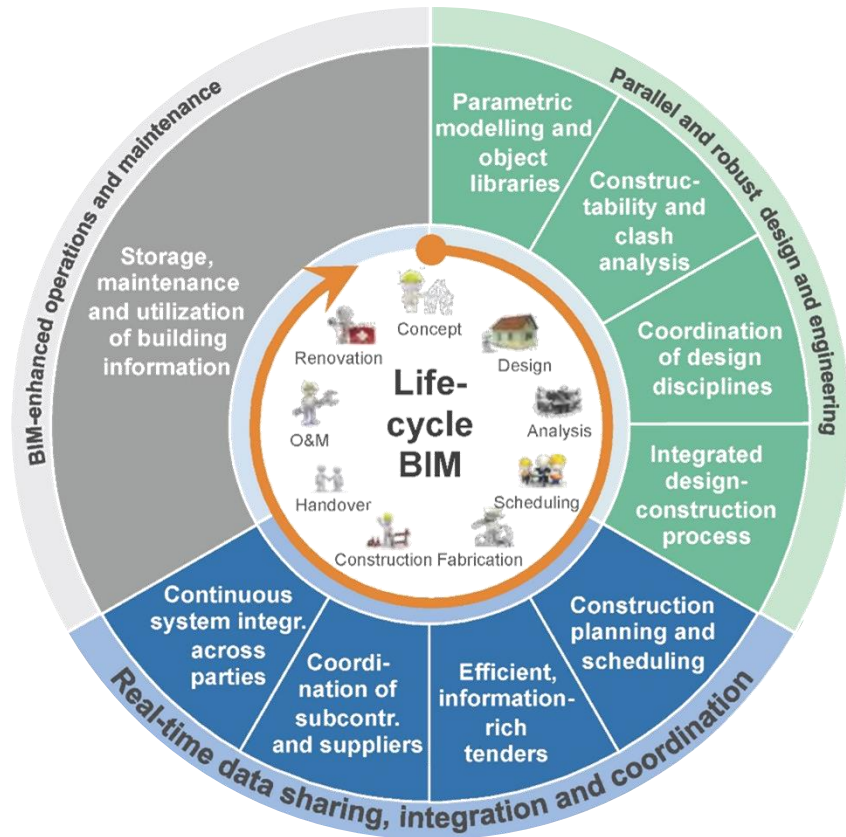 Parallel and robust design and engineering
Parametric
modelling and
object
libraries
Construc-
tability and
clash
analysis
Coordination
of design
disciplines
Integrated
design-
construction
process
Real-time data sharing, integration and coordination
Construction
planning and
scheduling
Efficient,
information-
rich
tenders
Coordi-
nation of
subcontr.
and suppliers
Continuous
system integr.
across
parties
BIM-enhanced operations and maintenance
Storage,
maintenance
and utilization
of building
information
Life-
cycle
BIM
Concept
Design
Analysis
Scheduling
Fabrication
Construction
Handover
O&M
Renovation